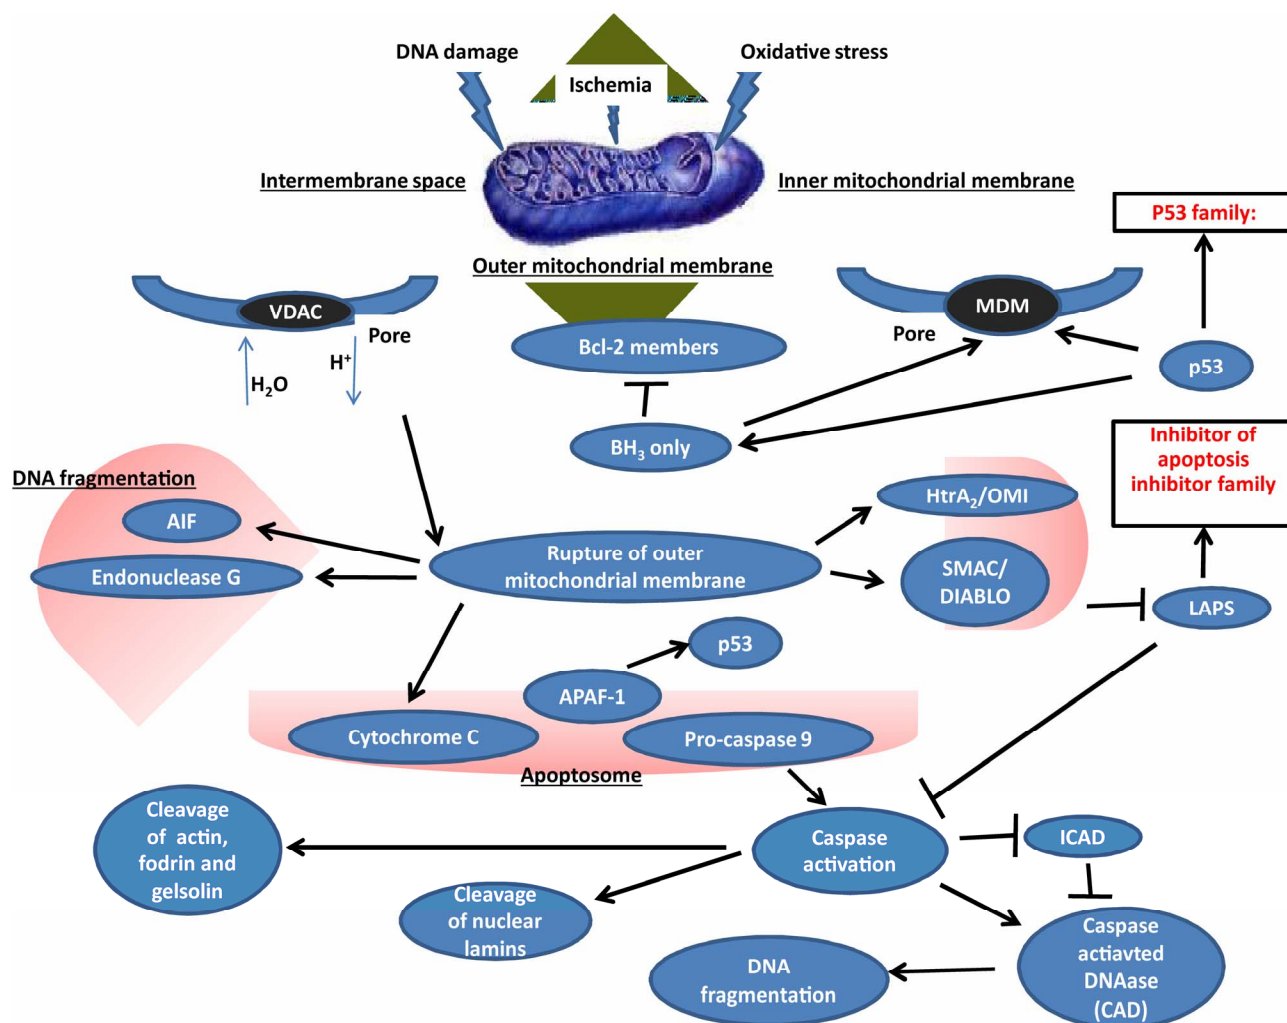 DNA damage
Oxidative stress
Ischemia
Intermembrane space
Inner mitochondrial membrane
P53 family:
Outer mitochondrial membrane
VDAC
MDM
Pore
Pore
Bcl-2 members
H+
H2O
p53
BH3 only
Inhibitor of
apoptosis
inhibitor family
DNA fragmentation
AIF
HtrA2/OMI
Endonuclease G
Rupture of outer
mitochondrial membrane
SMAC/
DIABLO
LAPS
p53
APAF-1
Cytochrome C
Pro-caspase 9
Apoptosome
Cleavage
of actin,
fodrin and
gelsolin
Caspase
activation
ICAD
Cleavage
of nuclear
lamins
Caspase
actiavted
DNAase
(CAD)
DNA
fragmentation